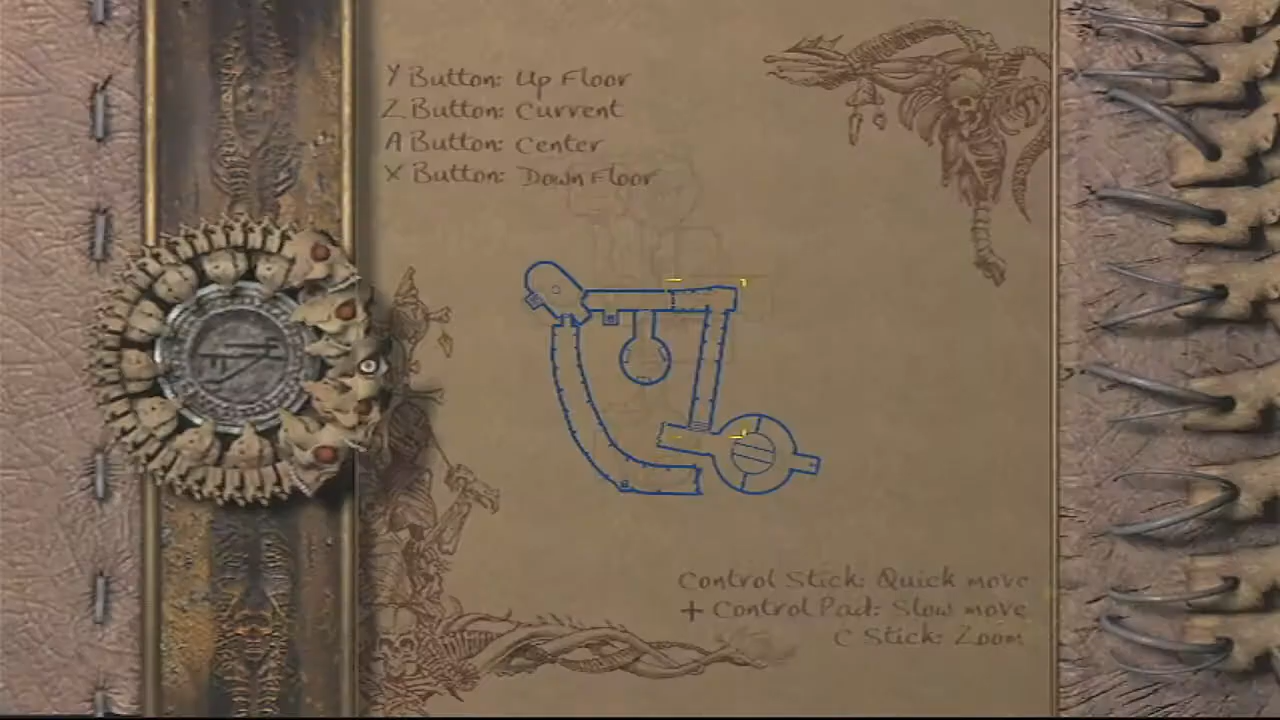 Y Button: Up Floor
Z Button: Current
A Button: Center
X Button: Down Floor
Control Stick: Quick move
+ Control Pad: Slow move
C Stick: Zoom